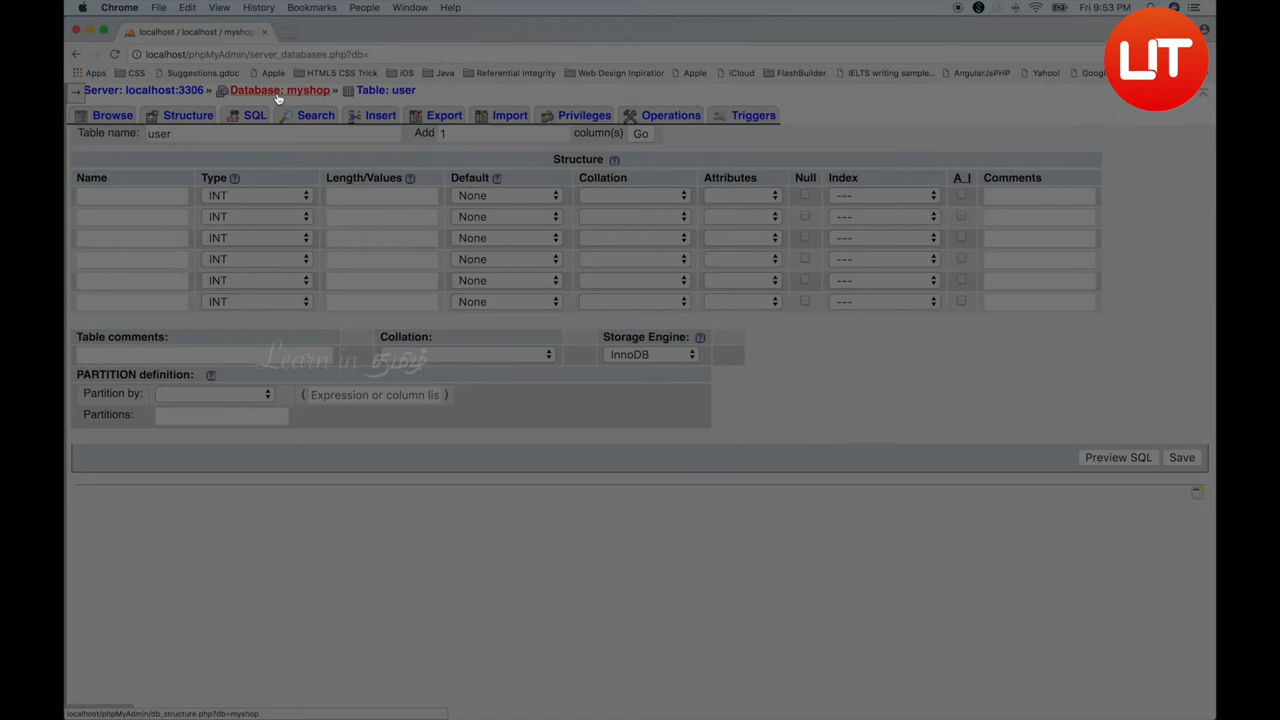 Chrome File Edit View History Bookmarks People Window Help Fri 9:53 PM
localhost / localhost / myshop
LIT
localhost/phpMyAdmin/server_databases.php?db=
Apps CSS Suggestions.gdoc Apple HTML5 CSS Trick iOS Java Referential Integrity Web Design Inpiration Apple iCloud FlashBuilder IELTS writing sample... AngularJsPHP Yahoo!
Server: localhost:3306 » Database: myshop » Table: user
Browse Structure SQL Search Insert Export Import Privileges Operations Triggers
Table name: user Add 1 column(s) Go
Structure
Name Type Length/Values Default Collation Attributes Null Index A_I Comments
INT None ---
INT None ---
INT None ---
INT None ---
INT None ---
INT None ---
Table comments: Collation: Storage Engine:
InnoDB
Learn in தமிழ்
PARTITION definition:
Partition by: ( Expression or column lis )
Partitions:
Preview SQL Save
localhost/phpMyAdmin/db_structure.php?db=myshop